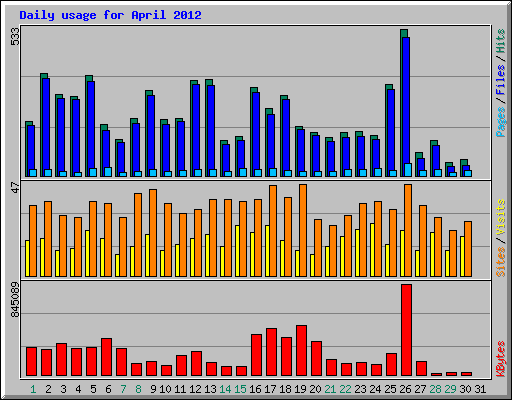 Daily usage for April 2012
533
Pages / Files / Hits
47
Sites / Visits
845089
KBytes
1 2 3 4 5 6 7 8 9 10 11 12 13 14 15 16 17 18 19 20 21 22 23 24 25 26 27 28 29 30 31